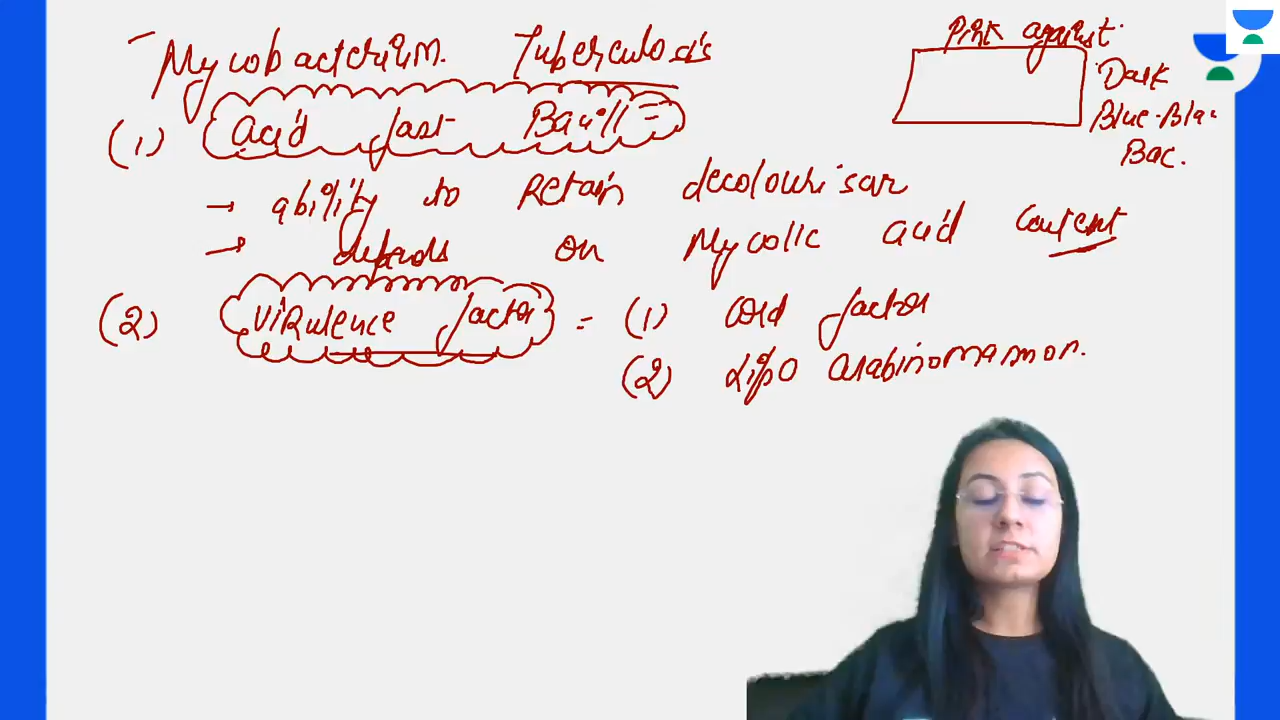 Mycobacterium Tuberculosis
Pink against
Dark
Blue-Blac
Bac.
(1) acid fast Bacilli =
→ ability to Retain decolourisar
→ depends on Mycolic acid content
(2) ViRulence factor = (1) cord factor
(2) Lipo arabinomannon.